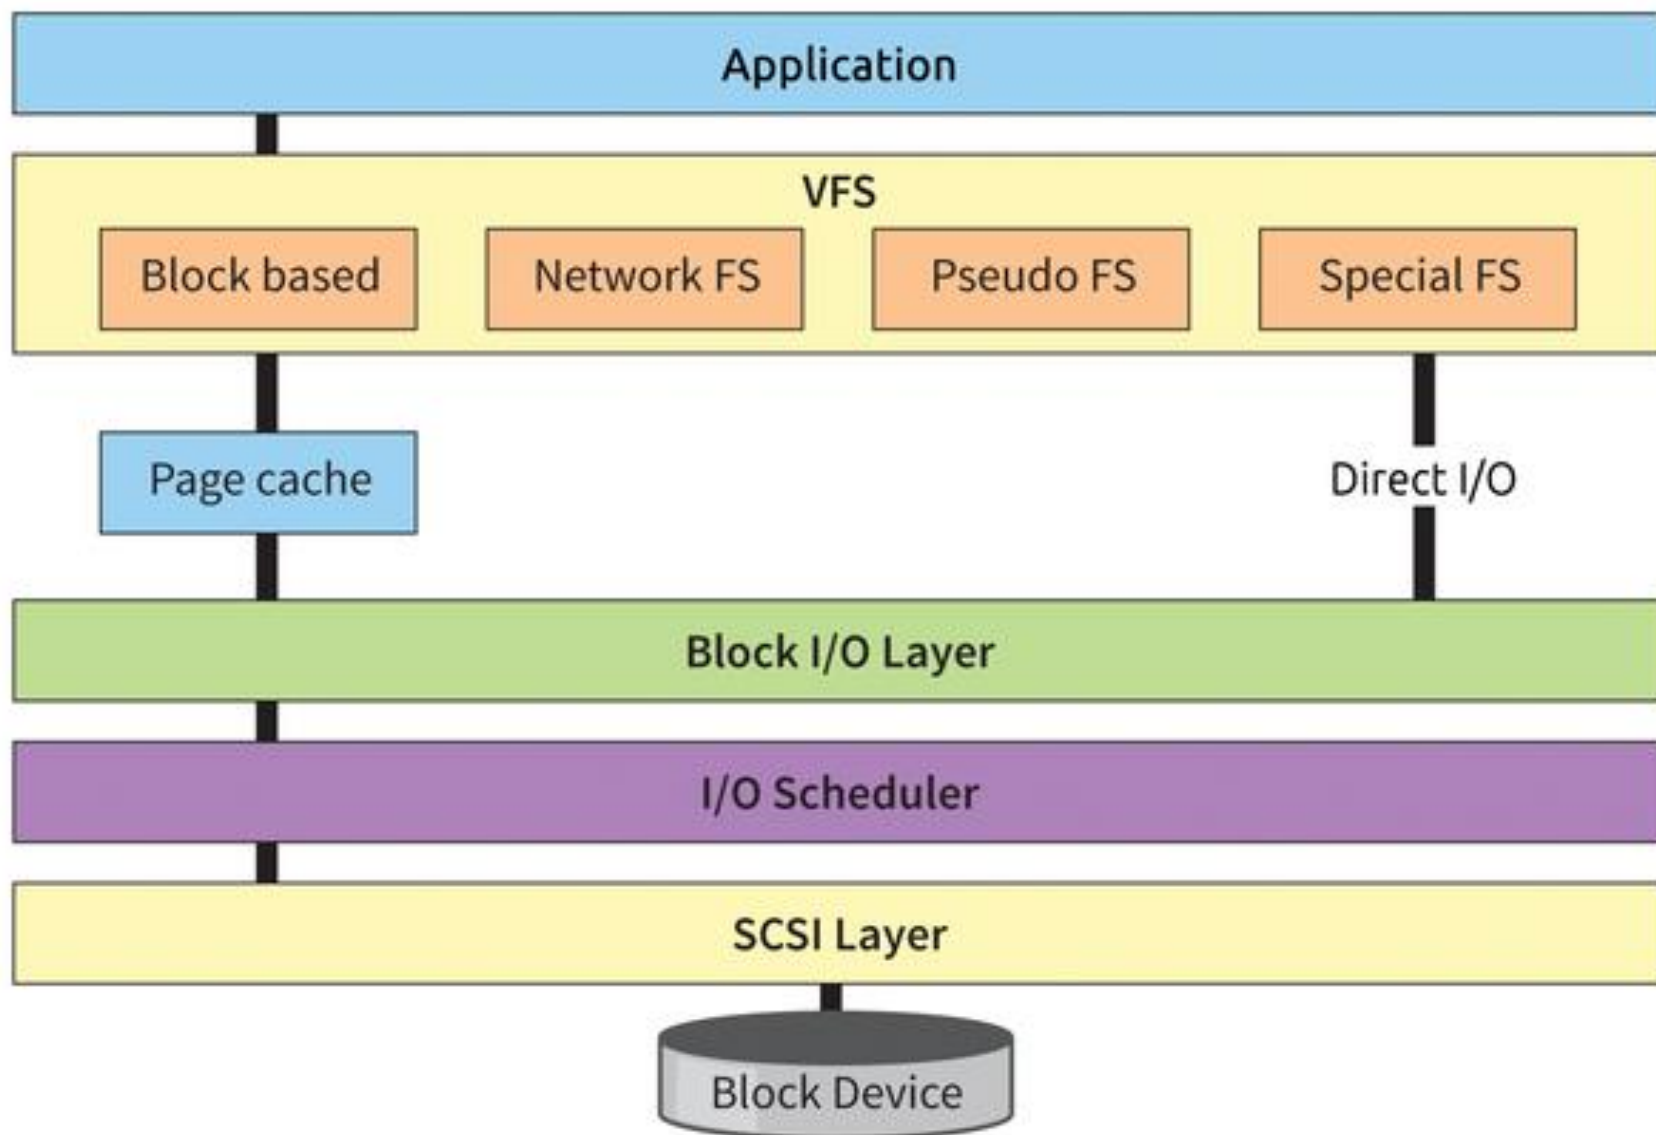 Application
VFS
Block based
Network FS
Pseudo FS
Special FS
Page cache
Direct I/O
Block I/O Layer
I/O Scheduler
SCSI Layer
Block Device